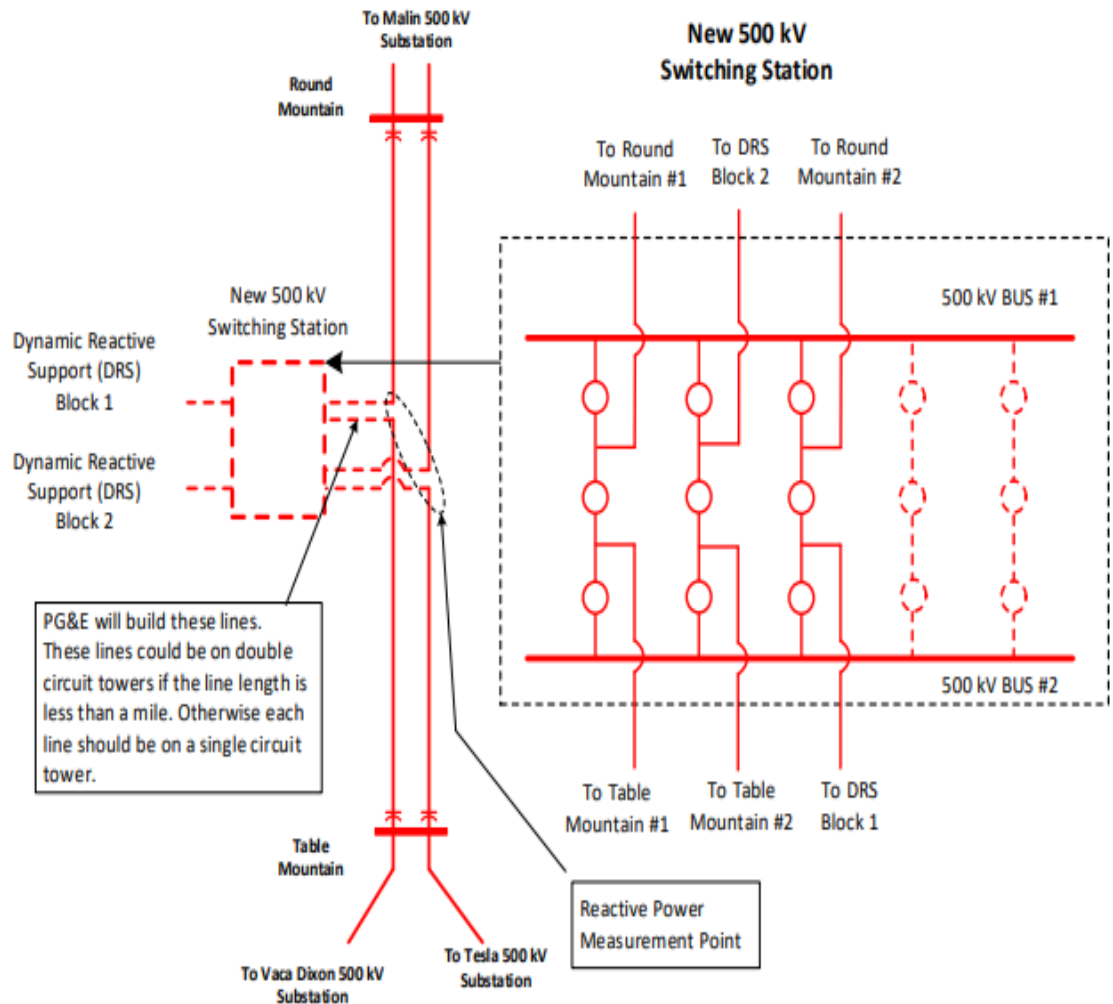 To Malin 500 kV
Substation
New 500 kV
Switching Station
Round
Mountain
To Round
Mountain #1
To DRS
Block 2
To Round
Mountain #2
New 500 kV
Switching Station
500 kV BUS #1
Dynamic Reactive
Support (DRS)
Block 1
Dynamic Reactive
Support (DRS)
Block 2
PG&E will build these lines.
These lines could be on double
circuit towers if the line length is
less than a mile. Otherwise each
line should be on a single circuit
tower.
500 kV BUS #2
To Table
Mountain #1
To Table
Mountain #2
To DRS
Block 1
Table
Mountain
Reactive Power
Measurement Point
To Vaca Dixon 500 kV
Substation
To Tesla 500 kV
Substation